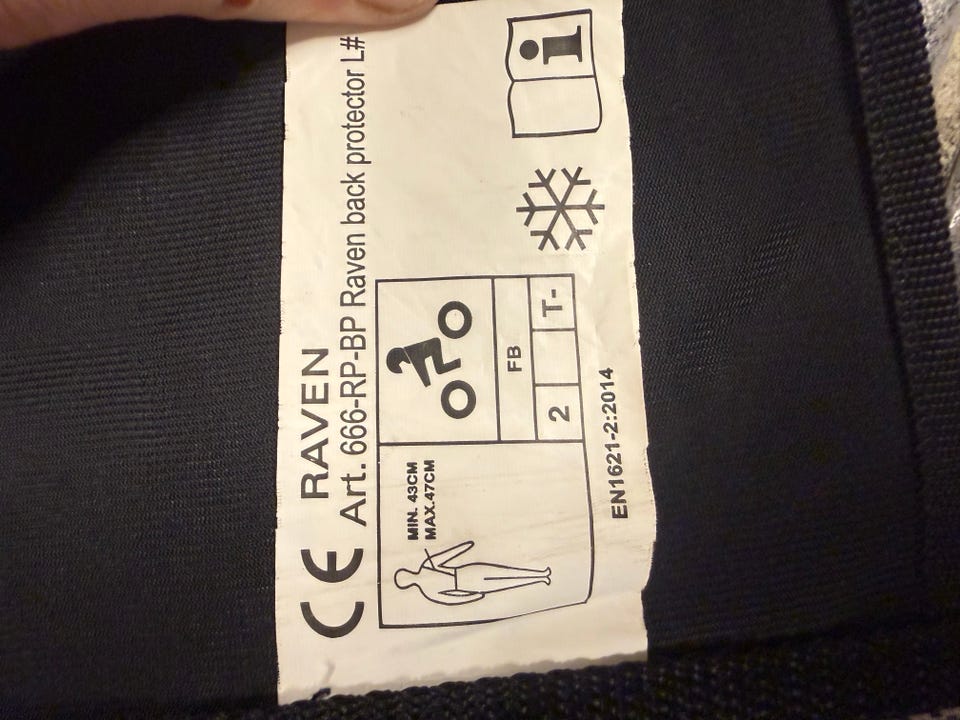 CE RAVEN
Art. 666-RP-BP Raven back protector L#
MIN. 43CM
MAX.47CM
FB
2 T-
EN1621-2:2014
i